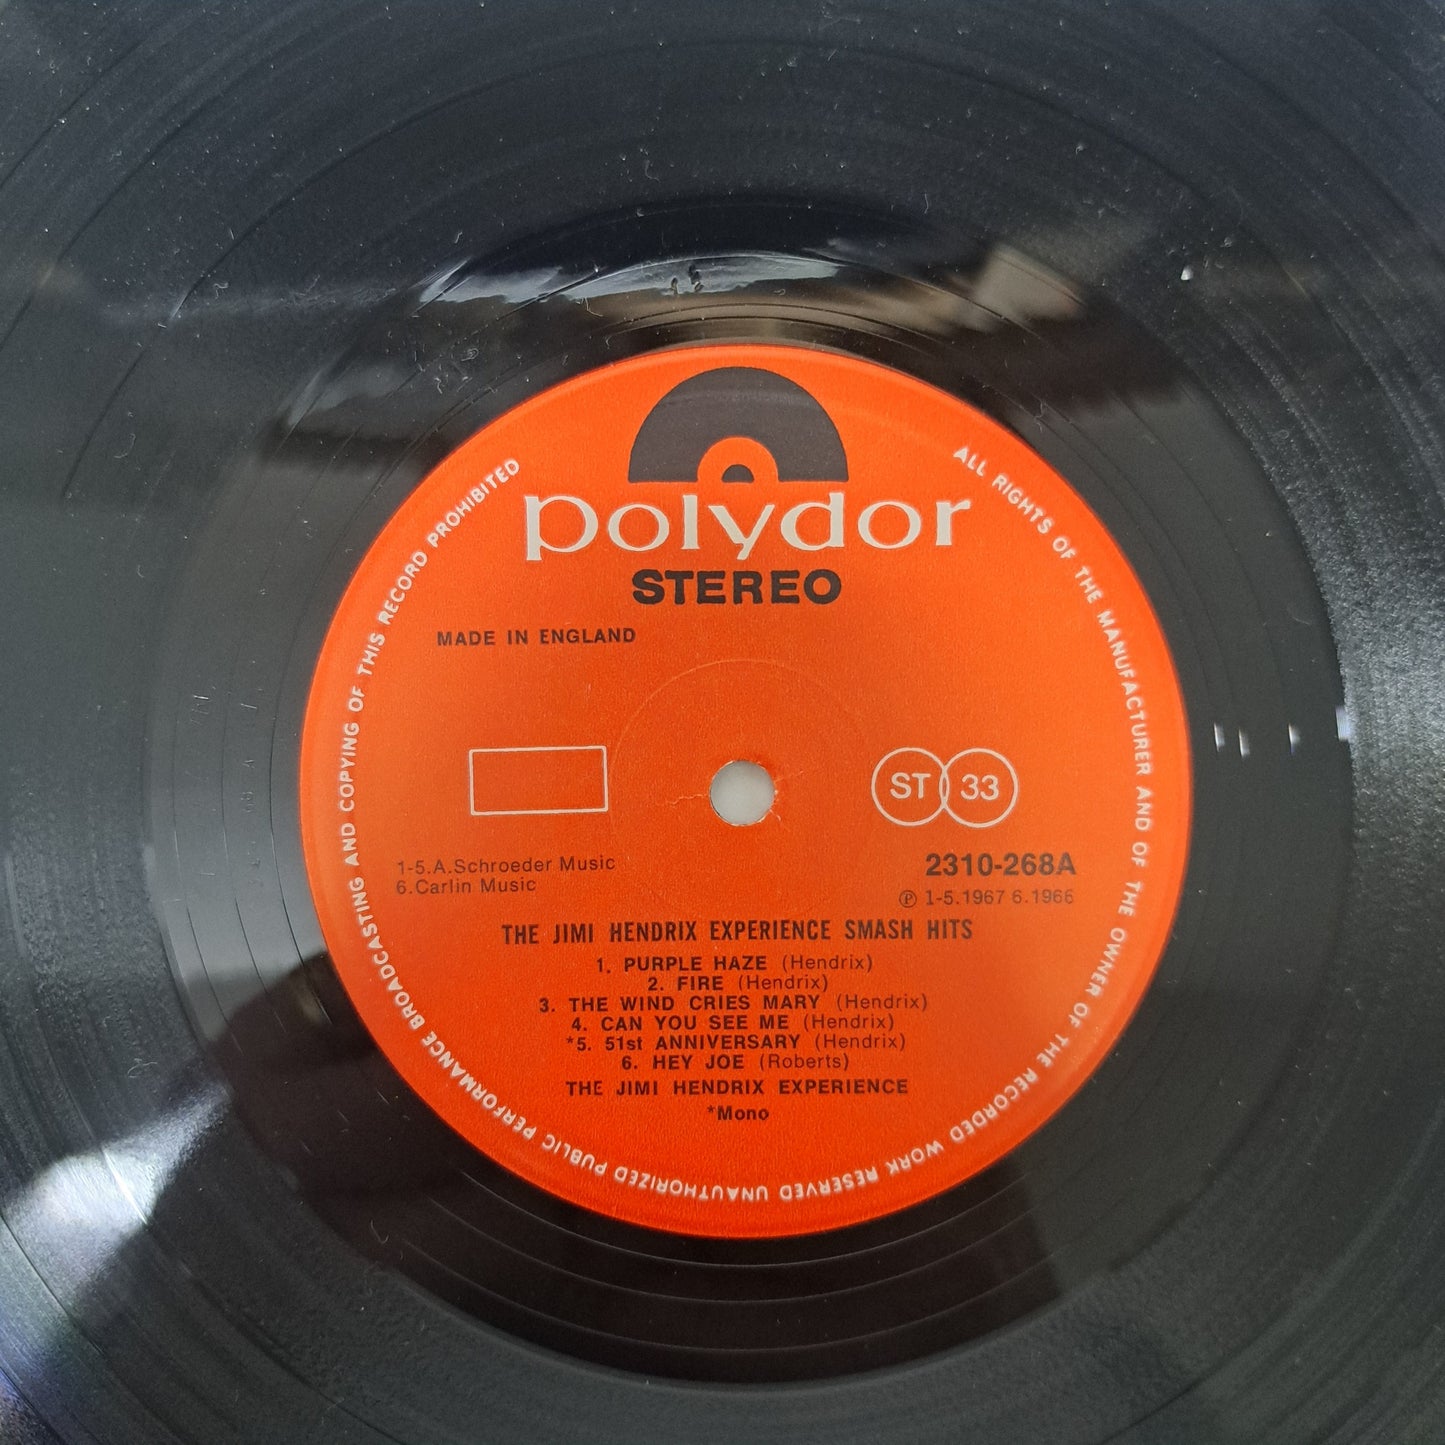 polydor
STEREO
MADE IN ENGLAND
ST 33
1-5.A.Schroeder Music
6.Carlin Music
2310-268A
℗ 1-5.1967 6.1966
THE JIMI HENDRIX EXPERIENCE SMASH HITS
1. PURPLE HAZE (Hendrix)
2. FIRE (Hendrix)
3. THE WIND CRIES MARY (Hendrix)
4. CAN YOU SEE ME (Hendrix)
*5. 51st ANNIVERSARY (Hendrix)
6. HEY JOE (Roberts)
THE JIMI HENDRIX EXPERIENCE
*Mono
ALL RIGHTS OF THE MANUFACTURER AND OF THE OWNER OF THE RECORDED WORK RESERVED UNAUTHORIZED PUBLIC PERFORMANCE BROADCASTING AND COPYING OF THIS RECORD PROHIBITED